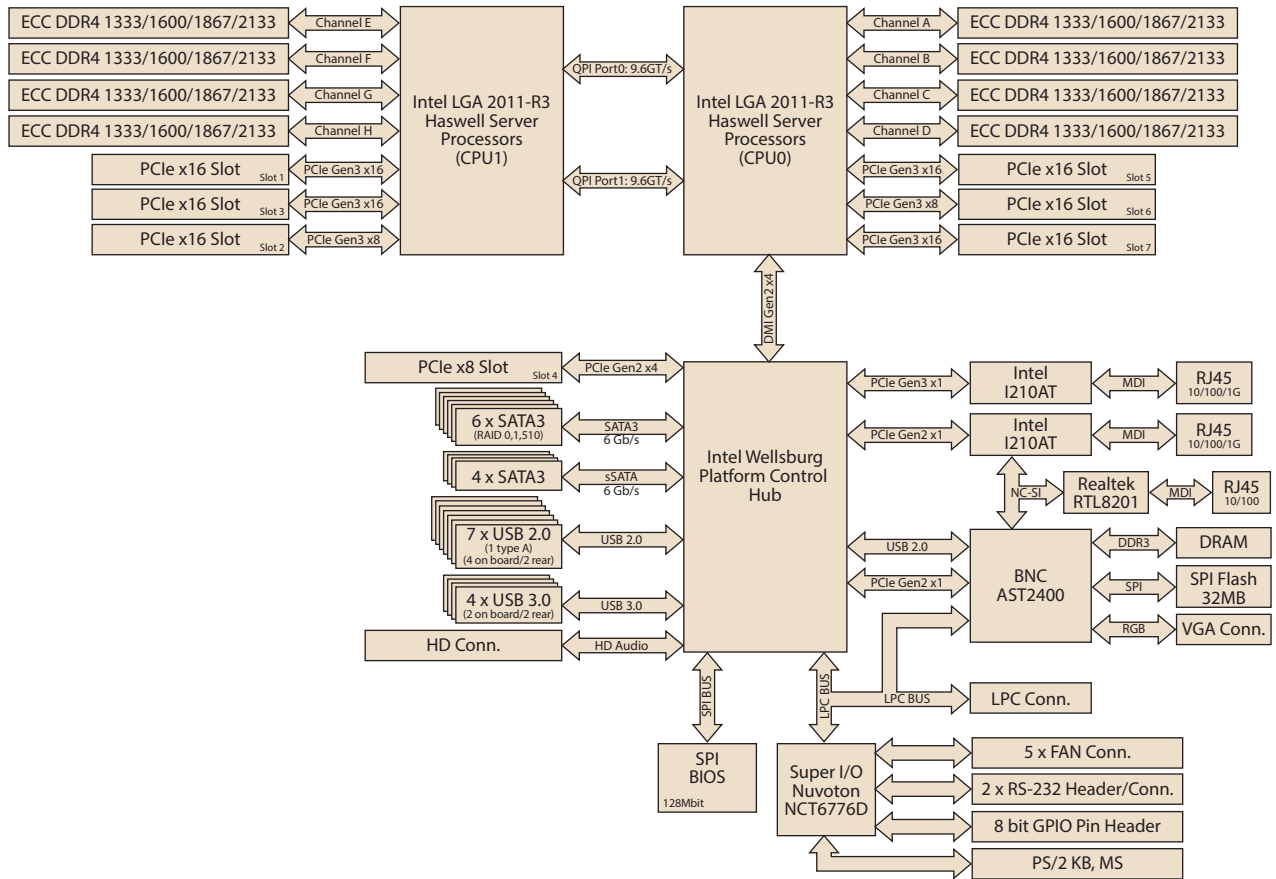 ECC DDR4 1333/1600/1867/2133
Channel E
ECC DDR4 1333/1600/1867/2133
Channel F
ECC DDR4 1333/1600/1867/2133
Channel G
ECC DDR4 1333/1600/1867/2133
Channel H
PCIe x16 Slot
Slot 1
PCIe Gen3 x16
PCIe x16 Slot
Slot 3
PCIe Gen3 x16
PCIe x16 Slot
Slot 2
PCIe Gen3 x8
Intel LGA 2011-R3
Haswell Server
Processors
(CPU1)
QPI Port0: 9.6GT/s
QPI Port1: 9.6GT/s
Intel LGA 2011-R3
Haswell Server
Processors
(CPU0)
Channel A
ECC DDR4 1333/1600/1867/2133
Channel B
ECC DDR4 1333/1600/1867/2133
Channel C
ECC DDR4 1333/1600/1867/2133
Channel D
ECC DDR4 1333/1600/1867/2133
PCIe Gen3 x16
PCIe x16 Slot
Slot 5
PCIe Gen3 x8
PCIe x16 Slot
Slot 6
PCIe Gen3 x16
PCIe x16 Slot
Slot 7
DMI Gen2 x4
PCIe x8 Slot
Slot 4
PCIe Gen2 x4
6 x SATA3
(RAID 0,1,510)
SATA3
6 Gb/s
4 x SATA3
sSATA
6 Gb/s
7 x USB 2.0
(1 type A)
(4 on board/2 rear)
USB 2.0
4 x USB 3.0
(2 on board/2 rear)
USB 3.0
HD Conn.
HD Audio
Intel Wellsburg
Platform Control
Hub
PCIe Gen3 x1
Intel
I210AT
MDI
RJ45
10/100/1G
PCIe Gen2 x1
Intel
I210AT
MDI
RJ45
10/100/1G
NC-SI
Realtek
RTL8201
MDI
RJ45
10/100
USB 2.0
PCIe Gen2 x1
BNC
AST2400
DDR3
DRAM
SPI
SPI Flash
32MB
RGB
VGA Conn.
SPI BUS
LPC BUS
LPC BUS
LPC Conn.
SPI
BIOS
128Mbit
Super I/O
Nuvoton
NCT6776D
5 x FAN Conn.
2 x RS-232 Header/Conn.
8 bit GPIO Pin Header
PS/2 KB, MS